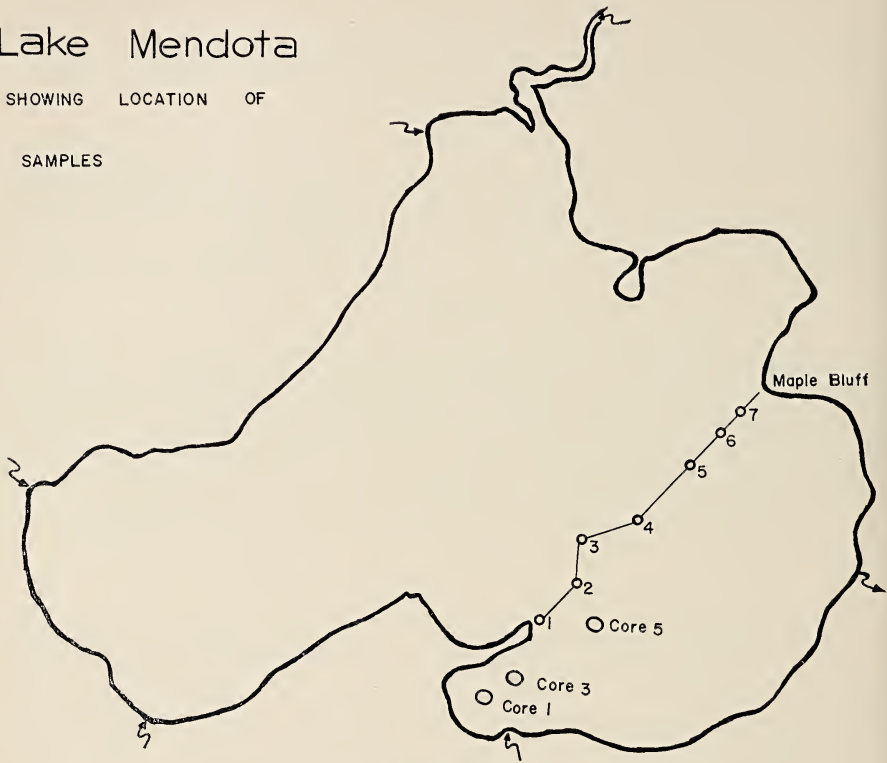 Lake Mendota
SHOWING LOCATION OF
SAMPLES
Maple Bluff
7
6
5
4
3
2
1
Core 5
Core 3
Core 1